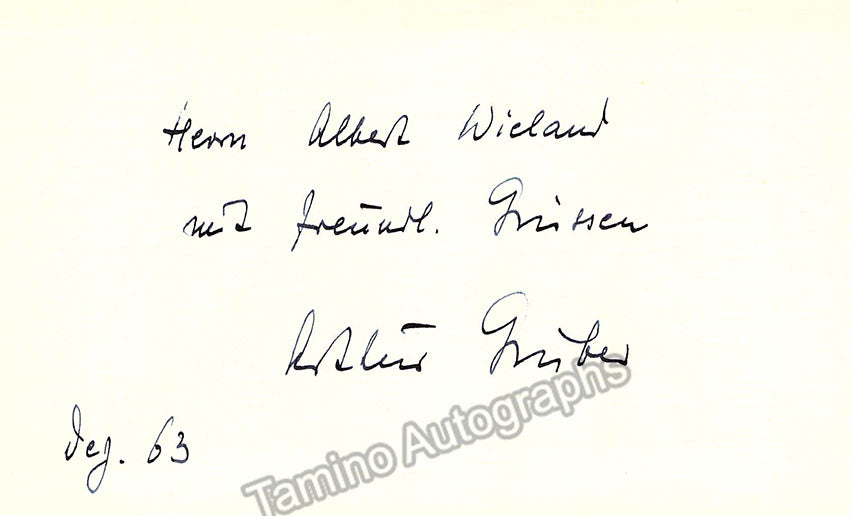 Herrn Albert Wieland
mit freundl. Grüssen
Arthur Gruber
Dez. 63
Tamino Autographs